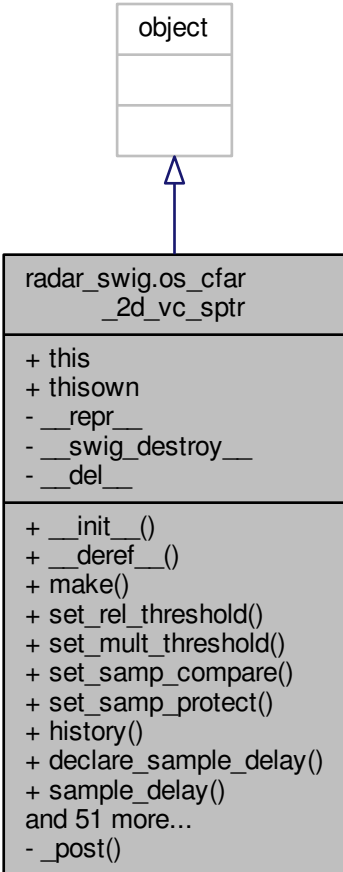 object
radar_swig.os_cfar
_2d_vc_sptr
+ this
+ thisown
- __repr__
- __swig_destroy__
- __del__
+ __init__()
+ __deref__()
+ make()
+ set_rel_threshold()
+ set_mult_threshold()
+ set_samp_compare()
+ set_samp_protect()
+ history()
+ declare_sample_delay()
+ sample_delay()
and 51 more...
- _post()